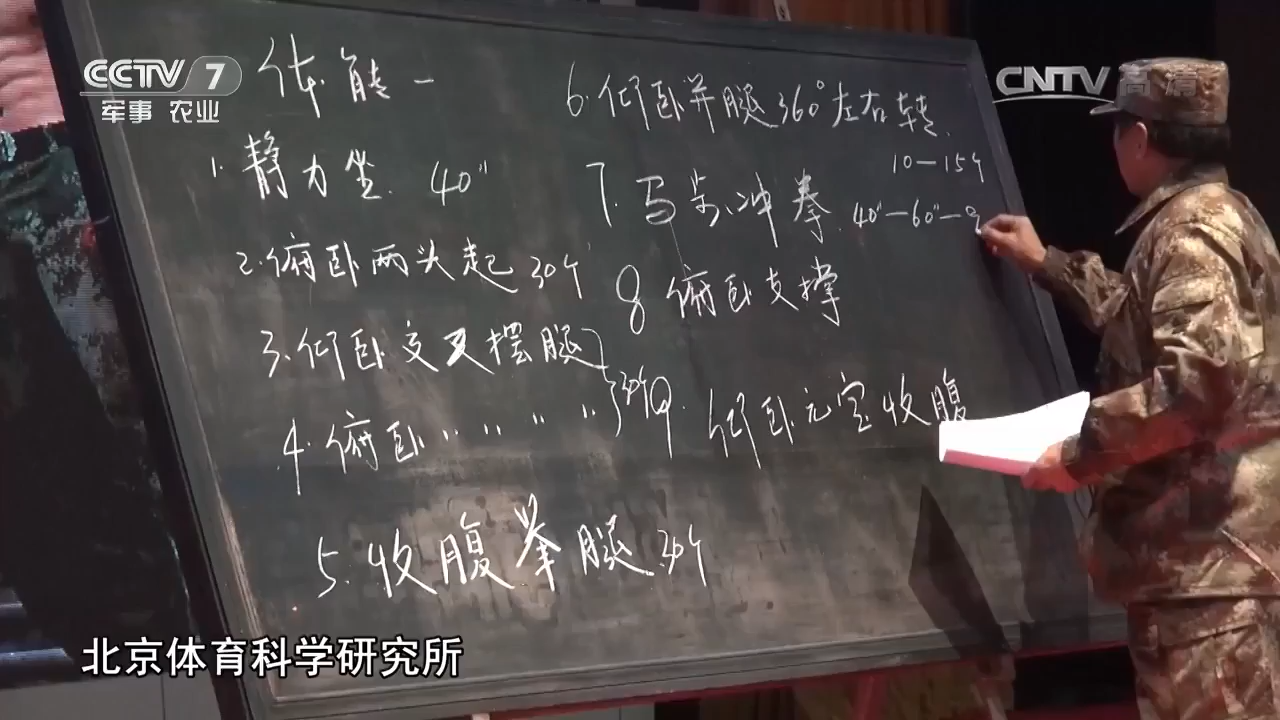 CCTV 7
军事 农业
CNTV 高清
体能一
1. 静力坐. 40"
2. 俯卧两头起 30个
3. 仰卧交叉摆腿
4. 俯卧 " " " " } 30个
5. 收腹举腿. 30个
6. 仰卧并腿360°左右转.
10—15个
7. 马步冲拳. 40"—60"—9
8 俯卧支撑
9. 仰卧元宝收腹
北京体育科学研究所